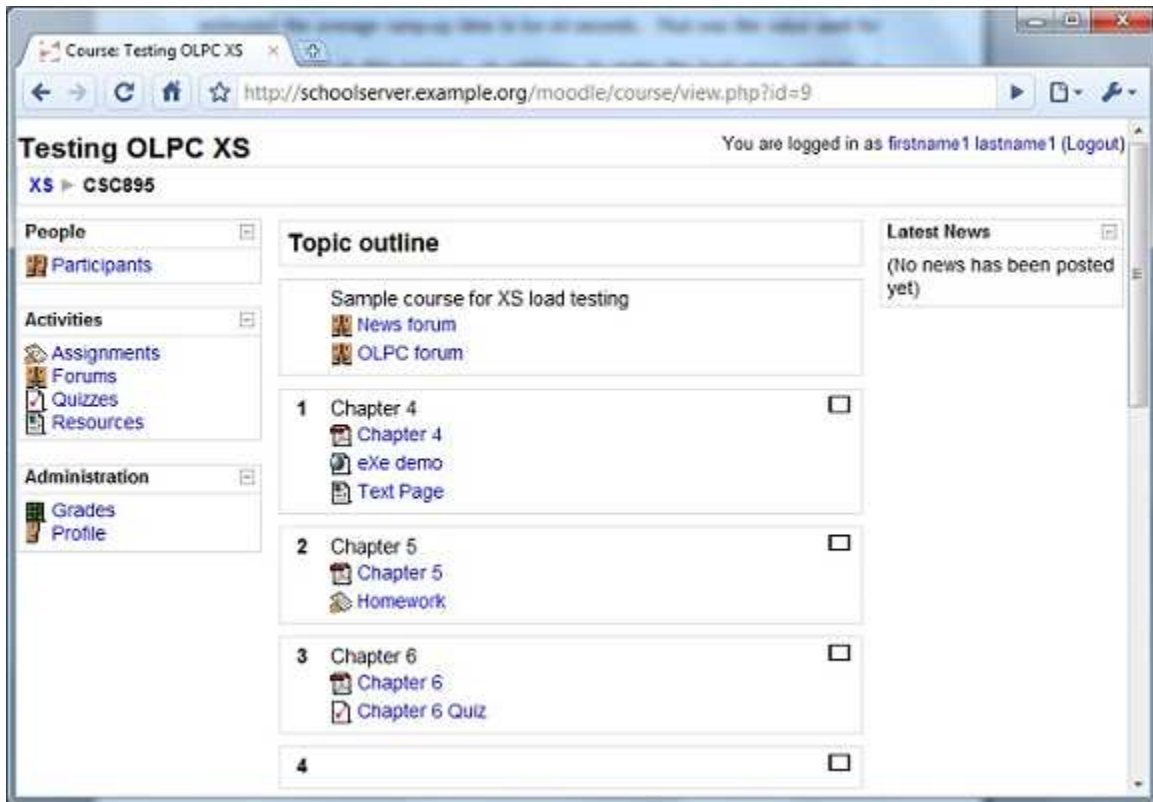 Course: Testing OLPC XS
http://schoolserver.example.org/moodle/course/view.php?id=9
Testing OLPC XS
You are logged in as firstname1 lastname1 (Logout)
XS ► CSC895
People
Participants
Activities
Assignments
Forums
Quizzes
Resources
Administration
Grades
Profile
Topic outline
Sample course for XS load testing
News forum
OLPC forum
1 Chapter 4
Chapter 4
eXe demo
Text Page
2 Chapter 5
Chapter 5
Homework
3 Chapter 6
Chapter 6
Chapter 6 Quiz
4
Latest News
(No news has been posted
yet)